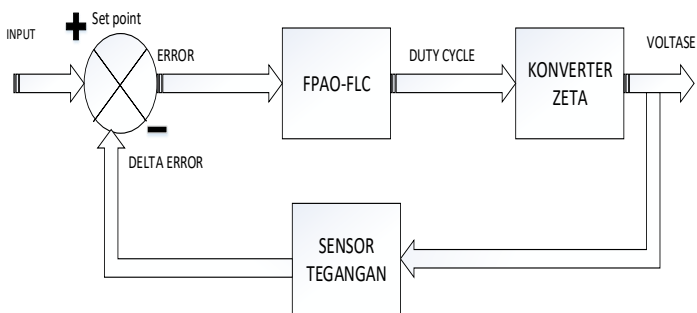 Set point
INPUT
ERROR
FPAO-FLC
DUTY CYCLE
KONVERTER
ZETA
VOLTASE
DELTA ERROR
SENSOR
TEGANGAN